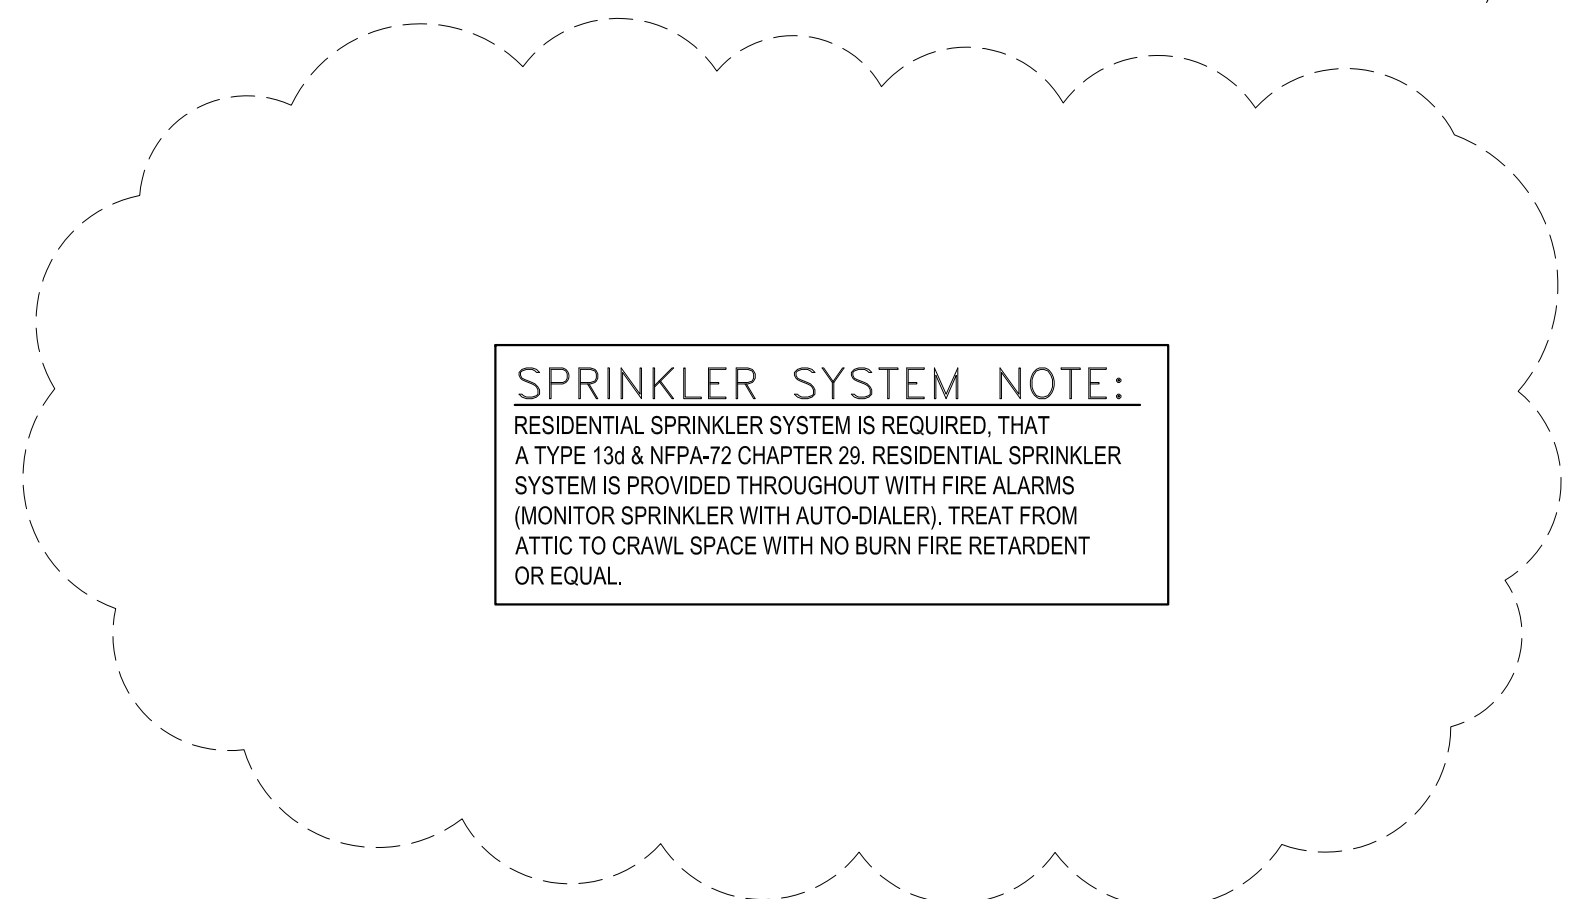 SPRINKLER SYSTEM NOTE:
RESIDENTIAL SPRINKLER SYSTEM IS REQUIRED, THAT
A TYPE 13d & NFPA-72 CHAPTER 29. RESIDENTIAL SPRINKLER
SYSTEM IS PROVIDED THROUGHOUT WITH FIRE ALARMS
(MONITOR SPRINKLER WITH AUTO-DIALER). TREAT FROM
ATTIC TO CRAWL SPACE WITH NO BURN FIRE RETARDENT
OR EQUAL.